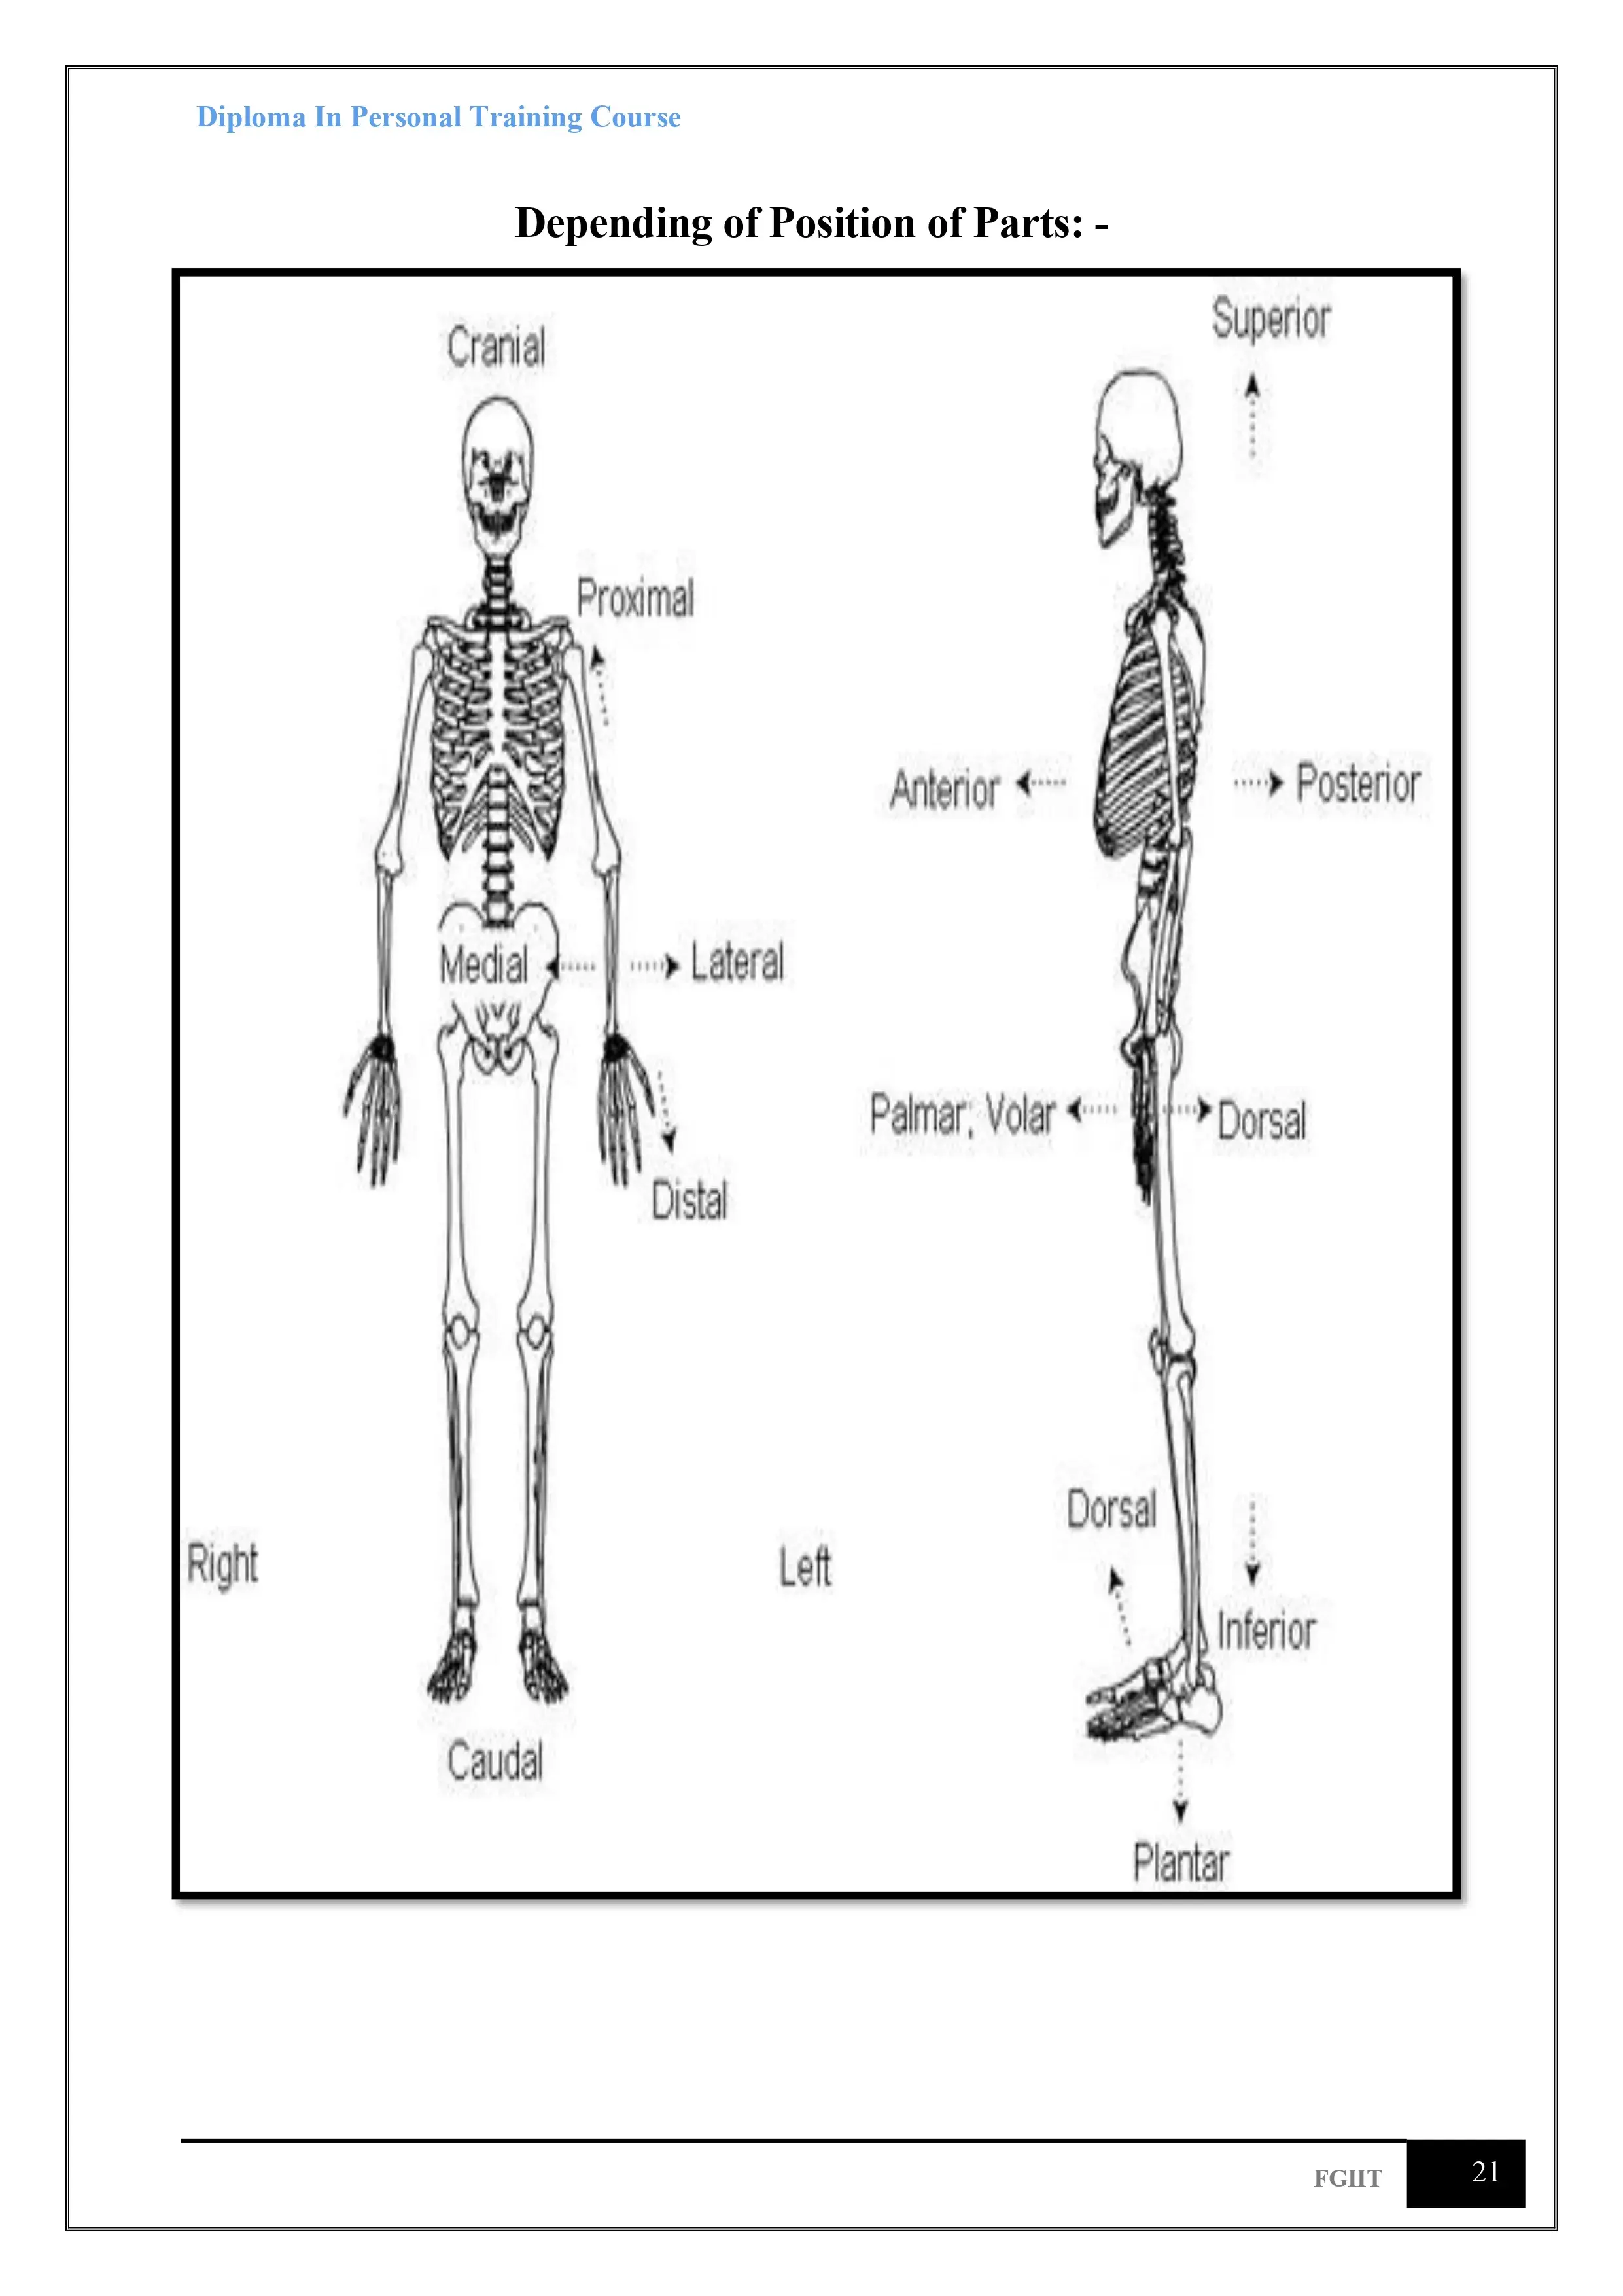 Diploma In Personal Training Course
Depending of Position of Parts: -
Cranial
Superior
Proximal
Anterior
Posterior
Medial
Lateral
Palmar; Volar
Dorsal
Distal
Dorsal
Right
Left
Inferior
Caudal
Plantar
FGIIT
21